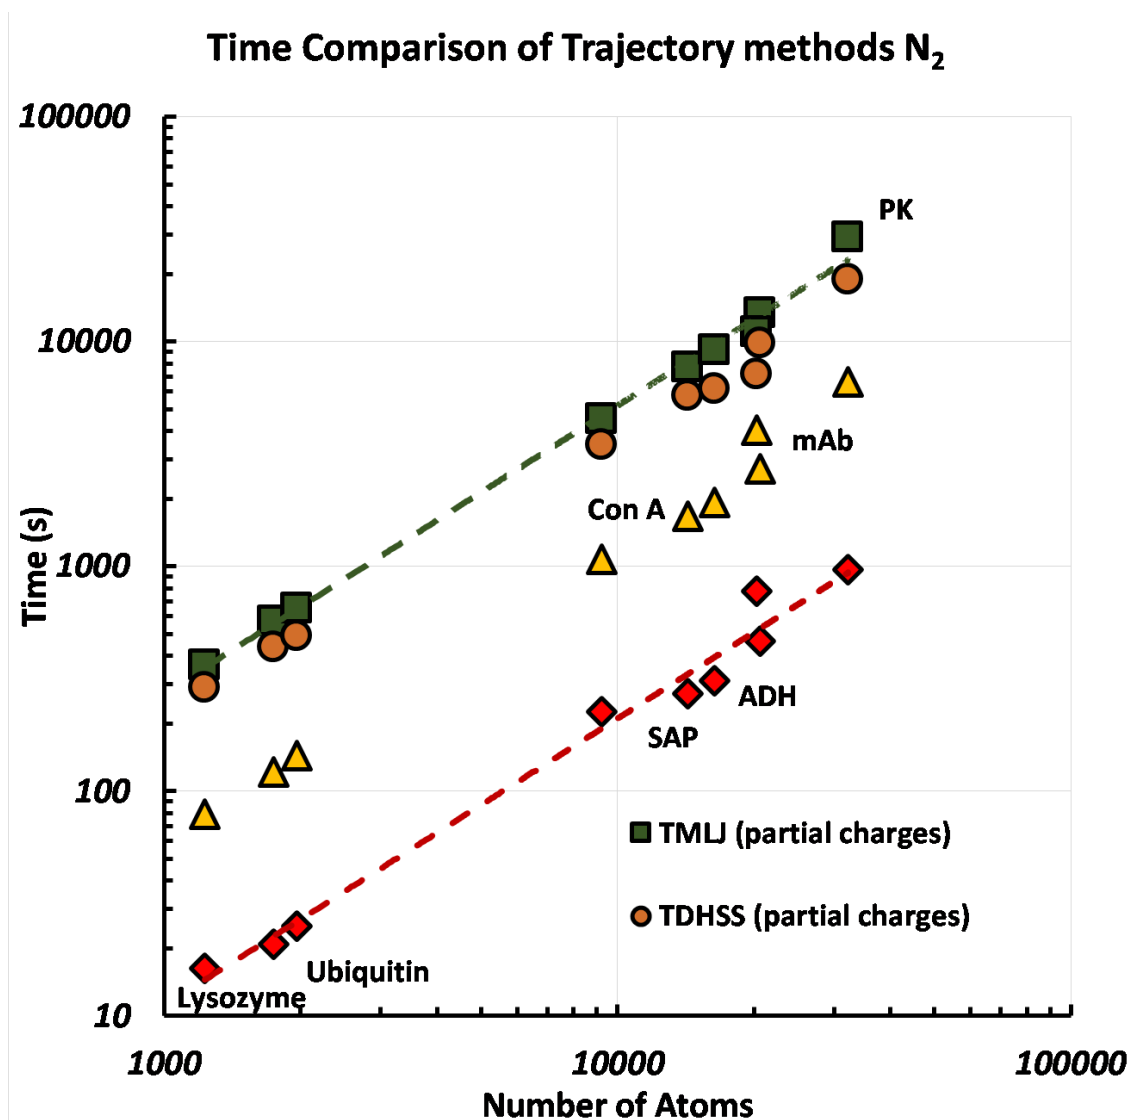 Time Comparison of Trajectory methods N₂
100000
10000
1000
100
10
Time (s)
PK
mAb
Con A
ADH
SAP
TMLJ (partial charges)
TDHSS (partial charges)
Ubiquitin
Lysozyme
1000
10000
100000
Number of Atoms